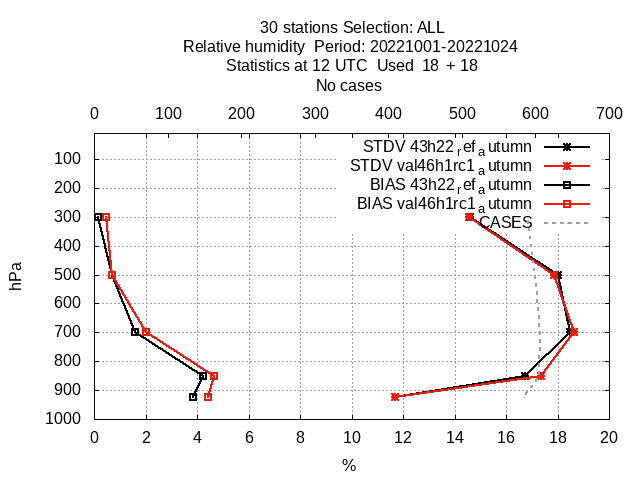 30 stations Selection: ALL
Relative humidity  Period: 20221001-20221024
Statistics at 12 UTC  Used  18  + 18
No cases
0 100 200 300 400 500 600 700
STDV 43h22_ref_autumn
STDV val46h1rc1_autumn
BIAS 43h22_ref_autumn
BIAS val46h1rc1_autumn
CASES
100
200
300
400
500
600
700
800
900
1000
hPa
0 2 4 6 8 10 12 14 16 18 20
%